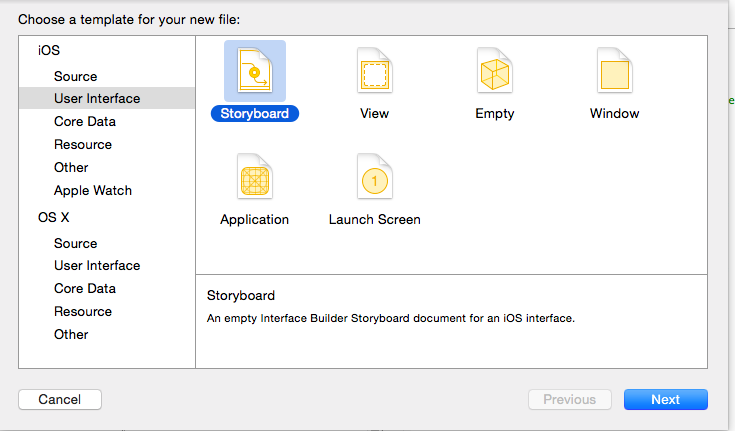 Choose a template for your new file:
iOS
Source
User Interface
Core Data
Resource
Other
Apple Watch
OS X
Source
User Interface
Core Data
Resource
Other
Storyboard
View
Empty
Window
1
Application
Launch Screen
Storyboard
An empty Interface Builder Storyboard document for an iOS interface.
Cancel
Previous
Next
e